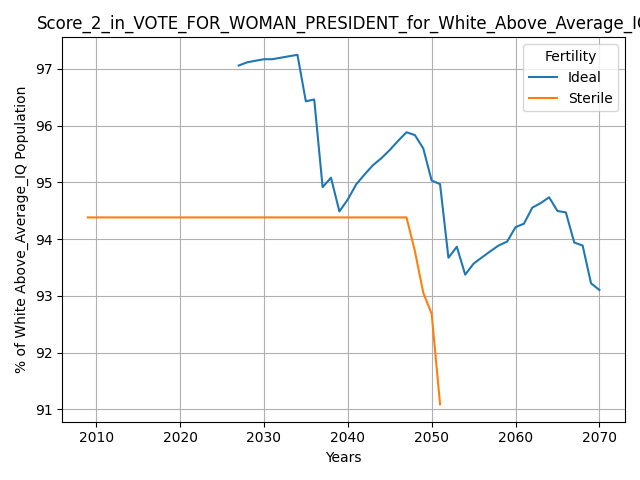 Score_2_in_VOTE_FOR_WOMAN_PRESIDENT_for_White_Above_Average_IQ
Fertility
Ideal
Sterile
% of White Above_Average_IQ Population
97
96
95
94
93
92
91
2010 2020 2030 2040 2050 2060 2070
Years